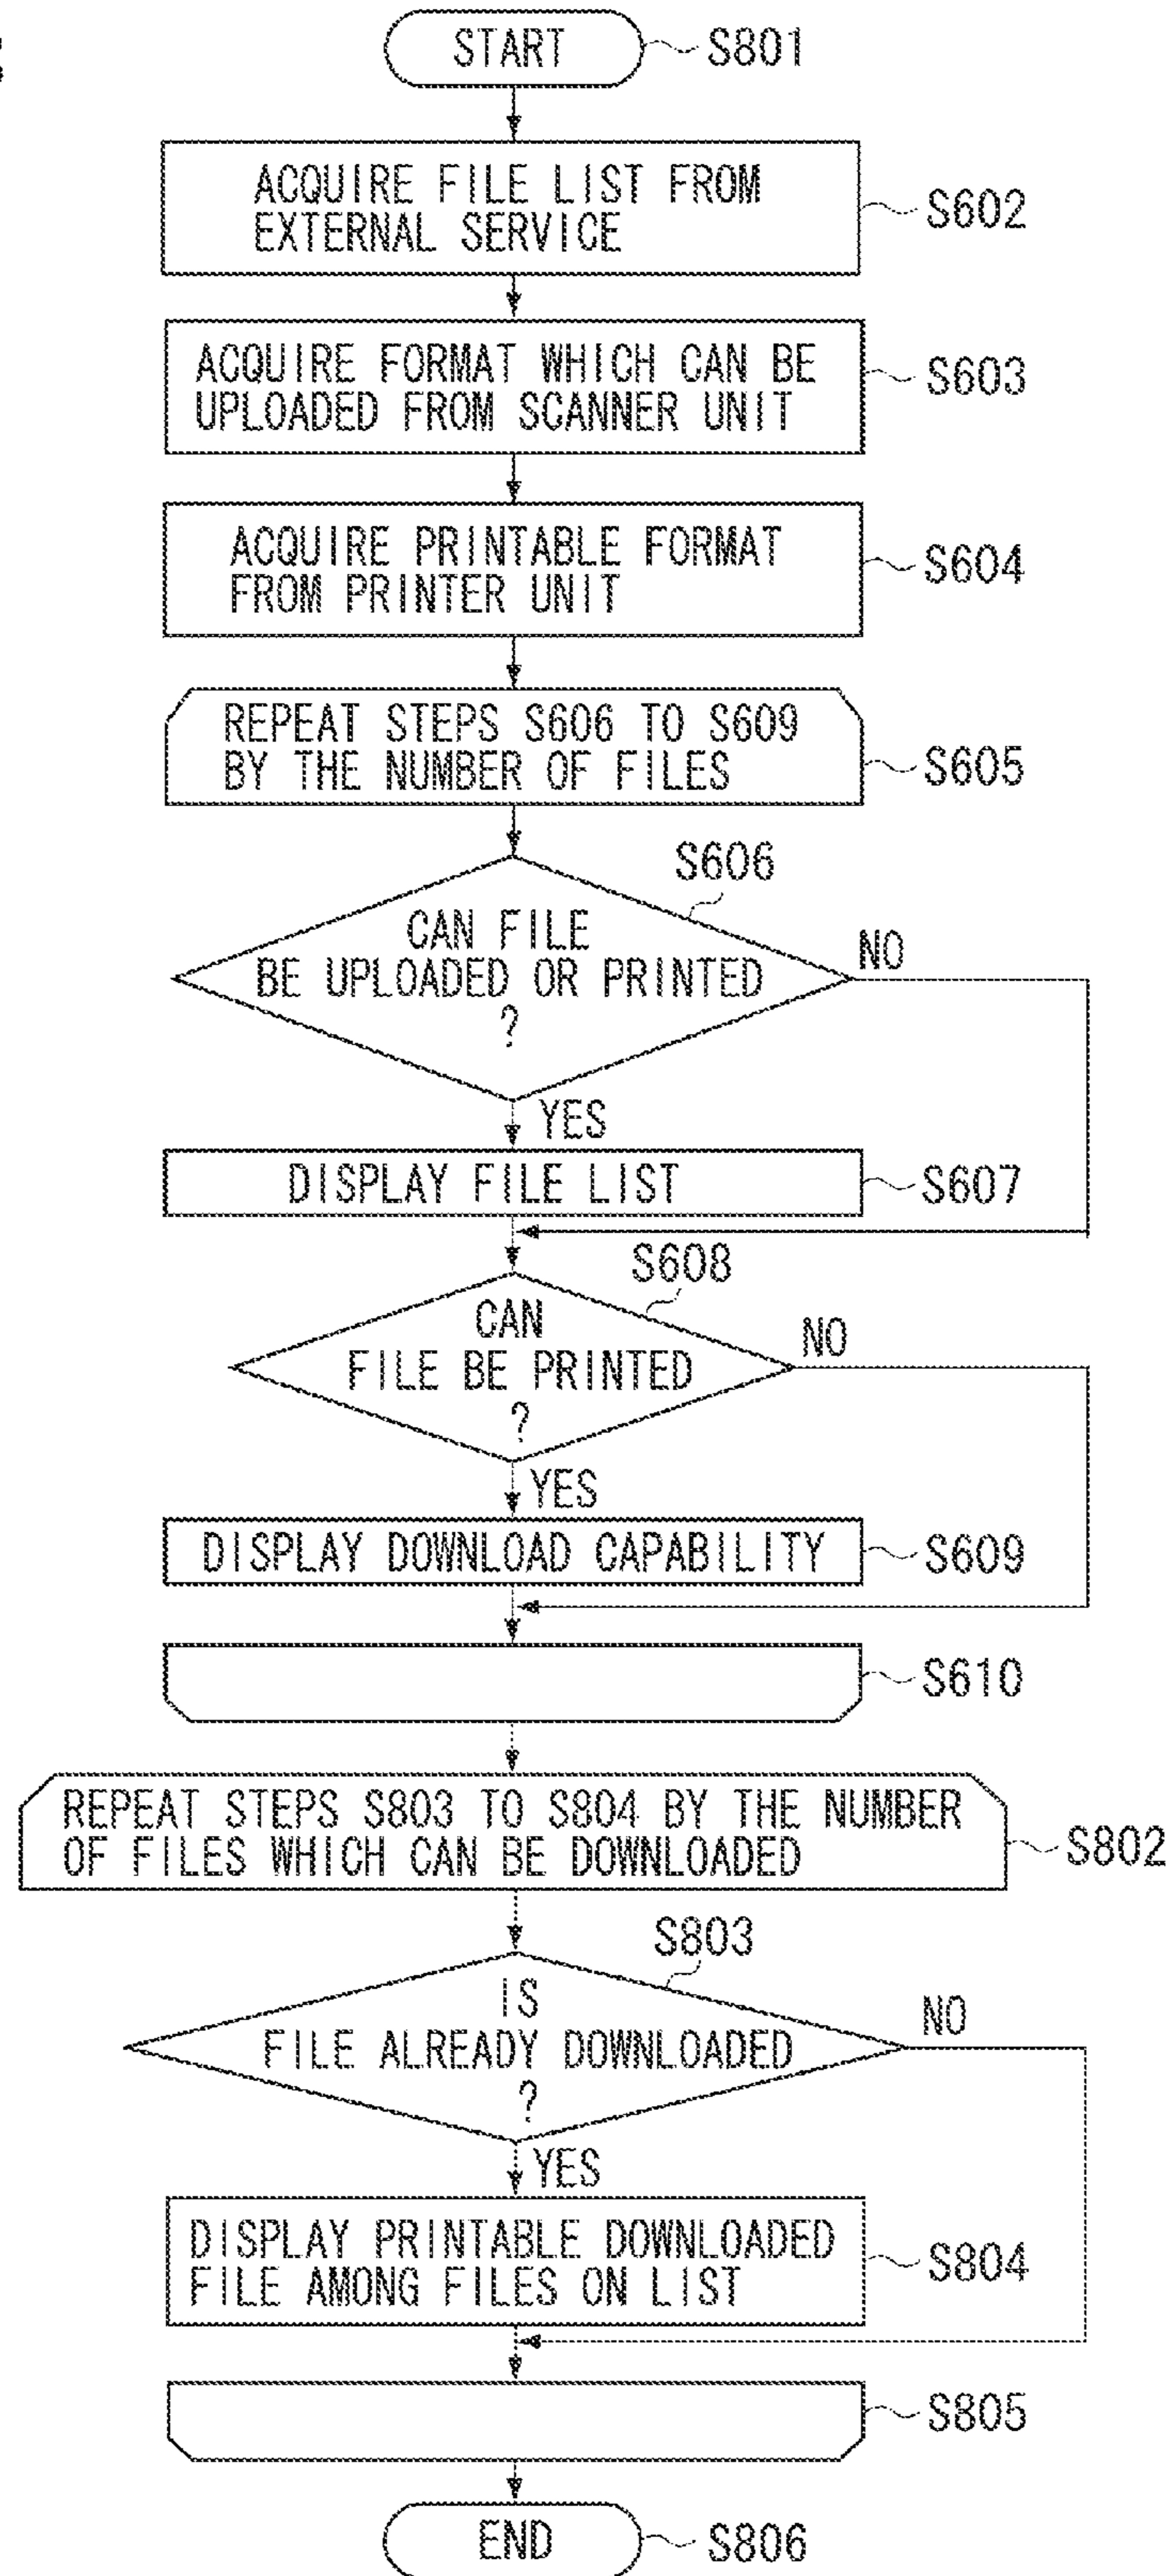 START
S801
ACQUIRE FILE LIST FROM
EXTERNAL SERVICE
S602
ACQUIRE FORMAT WHICH CAN BE
UPLOADED FROM SCANNER UNIT
S603
ACQUIRE PRINTABLE FORMAT
FROM PRINTER UNIT
S604
REPEAT STEPS S606 TO S609
BY THE NUMBER OF FILES
S605
S606
CAN FILE
BE UPLOADED OR PRINTED
?
NO
YES
DISPLAY FILE LIST
S607
S608
CAN
FILE BE PRINTED
?
NO
YES
DISPLAY DOWNLOAD CAPABILITY
S609
S610
REPEAT STEPS S803 TO S804 BY THE NUMBER
OF FILES WHICH CAN BE DOWNLOADED
S802
S803
IS
FILE ALREADY DOWNLOADED
?
NO
YES
DISPLAY PRINTABLE DOWNLOADED
FILE AMONG FILES ON LIST
S804
S805
END
S806